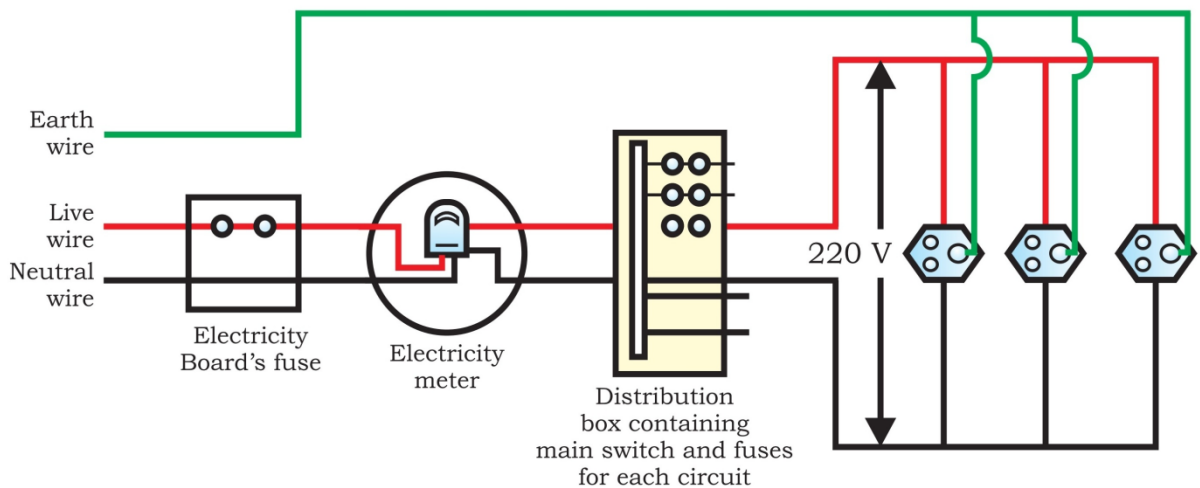 Earth
wire
Live
wire
Neutral
wire
Electricity
Board's fuse
Electricity
meter
Distribution
box containing
main switch and fuses
for each circuit
220 V